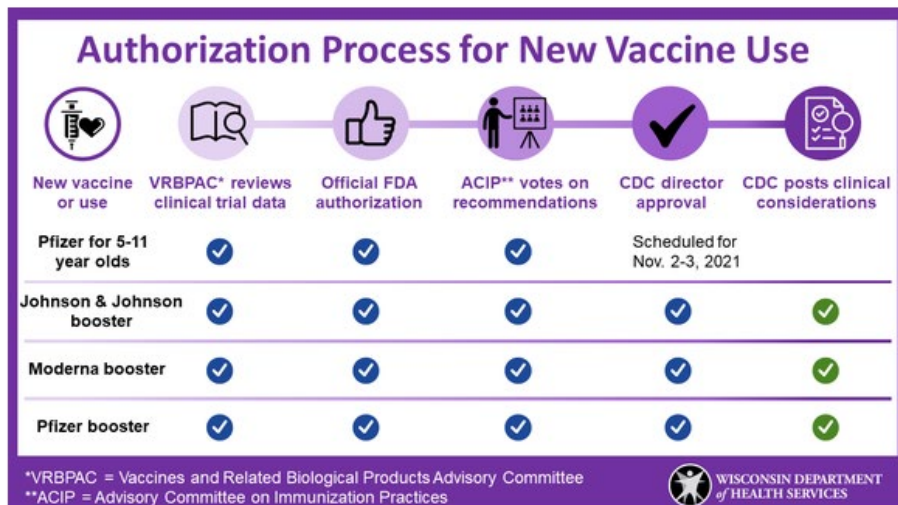 Authorization Process for New Vaccine Use
New vaccine
or use
VRBPAC* reviews
clinical trial data
Official FDA
authorization
ACIP** votes on
recommendations
CDC director
approval
CDC posts clinical
considerations
Pfizer for 5-11
year olds
Scheduled for
Nov. 2-3, 2021
Johnson & Johnson
booster
Moderna booster
Pfizer booster
*VRBPAC = Vaccines and Related Biological Products Advisory Committee
**ACIP = Advisory Committee on Immunization Practices
WISCONSIN DEPARTMENT
of HEALTH SERVICES